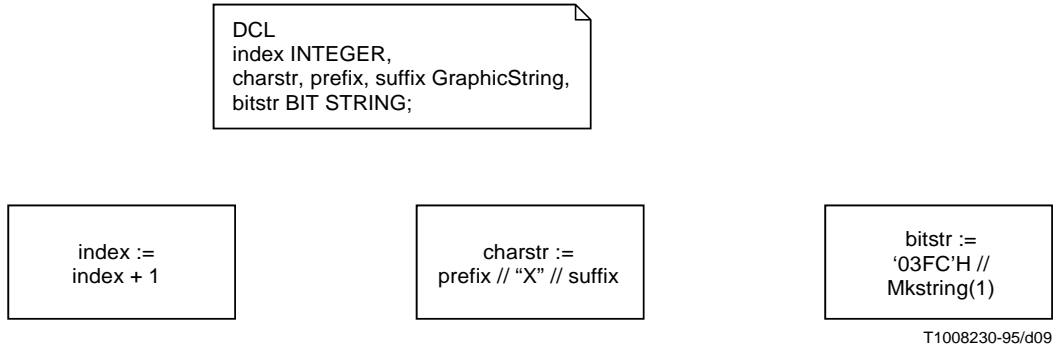 DCL
index INTEGER,
charstr, prefix, suffix GraphicString,
bitstr BIT STRING;
index :=
index + 1
charstr :=
prefix // “X” // suffix
bitstr :=
‘03FC’H //
Mkstring(1)
T1008230-95/d09